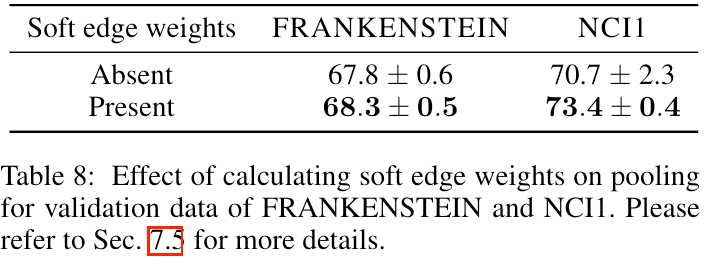 Soft edge weights FRANKENSTEIN NCI1
Absent 67.8 ± 0.6 70.7 ± 2.3
Present 68.3 ± 0.5 73.4 ± 0.4
Table 8: Effect of calculating soft edge weights on pooling
for validation data of FRANKENSTEIN and NCI1. Please
refer to Sec. 7.5 for more details.